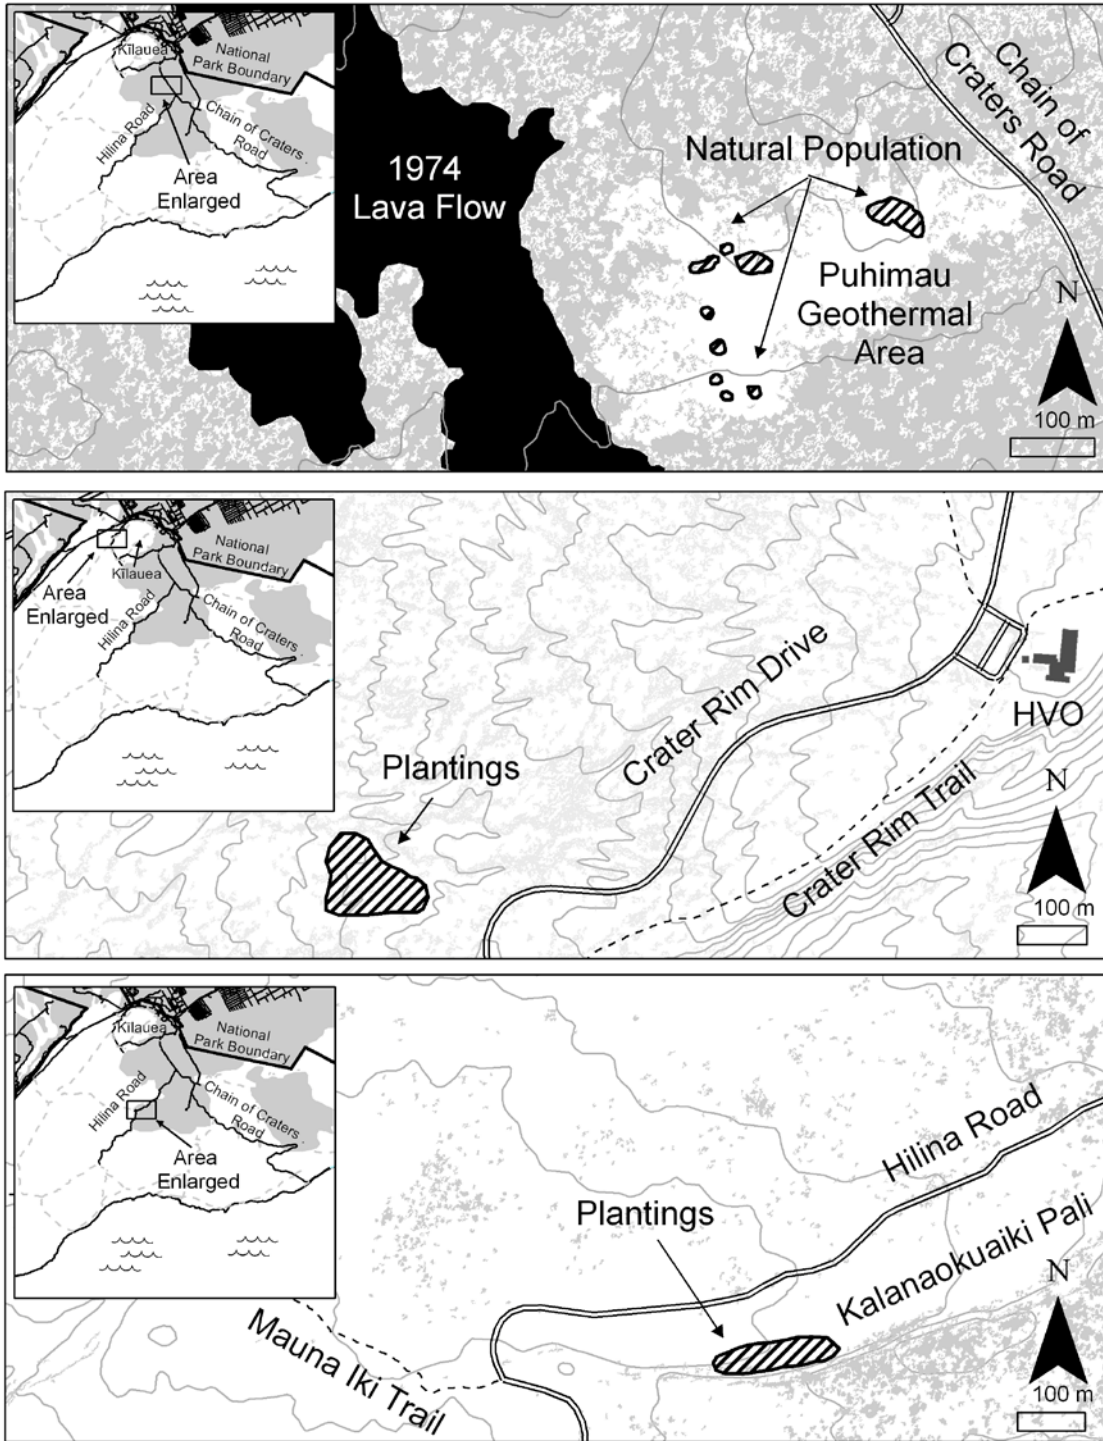 Kīlauea
National
Park Boundary
Hilina Road
Chain of Craters
Road
Area
Enlarged
1974
Lava Flow
Natural Population
Chain of
Craters Road
Puhimau
Geothermal
Area
N
100 m
National
Park Boundary
Kīlauea
Area
Enlarged
Hilina Road
Chain of Craters
Road
Crater Rim Drive
HVO
Plantings
Crater Rim Trail
N
100 m
Kīlauea
National
Park Boundary
Hilina Road
Chain of Craters
Road
Area
Enlarged
Hilina Road
Plantings
Kalanaokuaiki Pali
Mauna Iki Trail
N
100 m